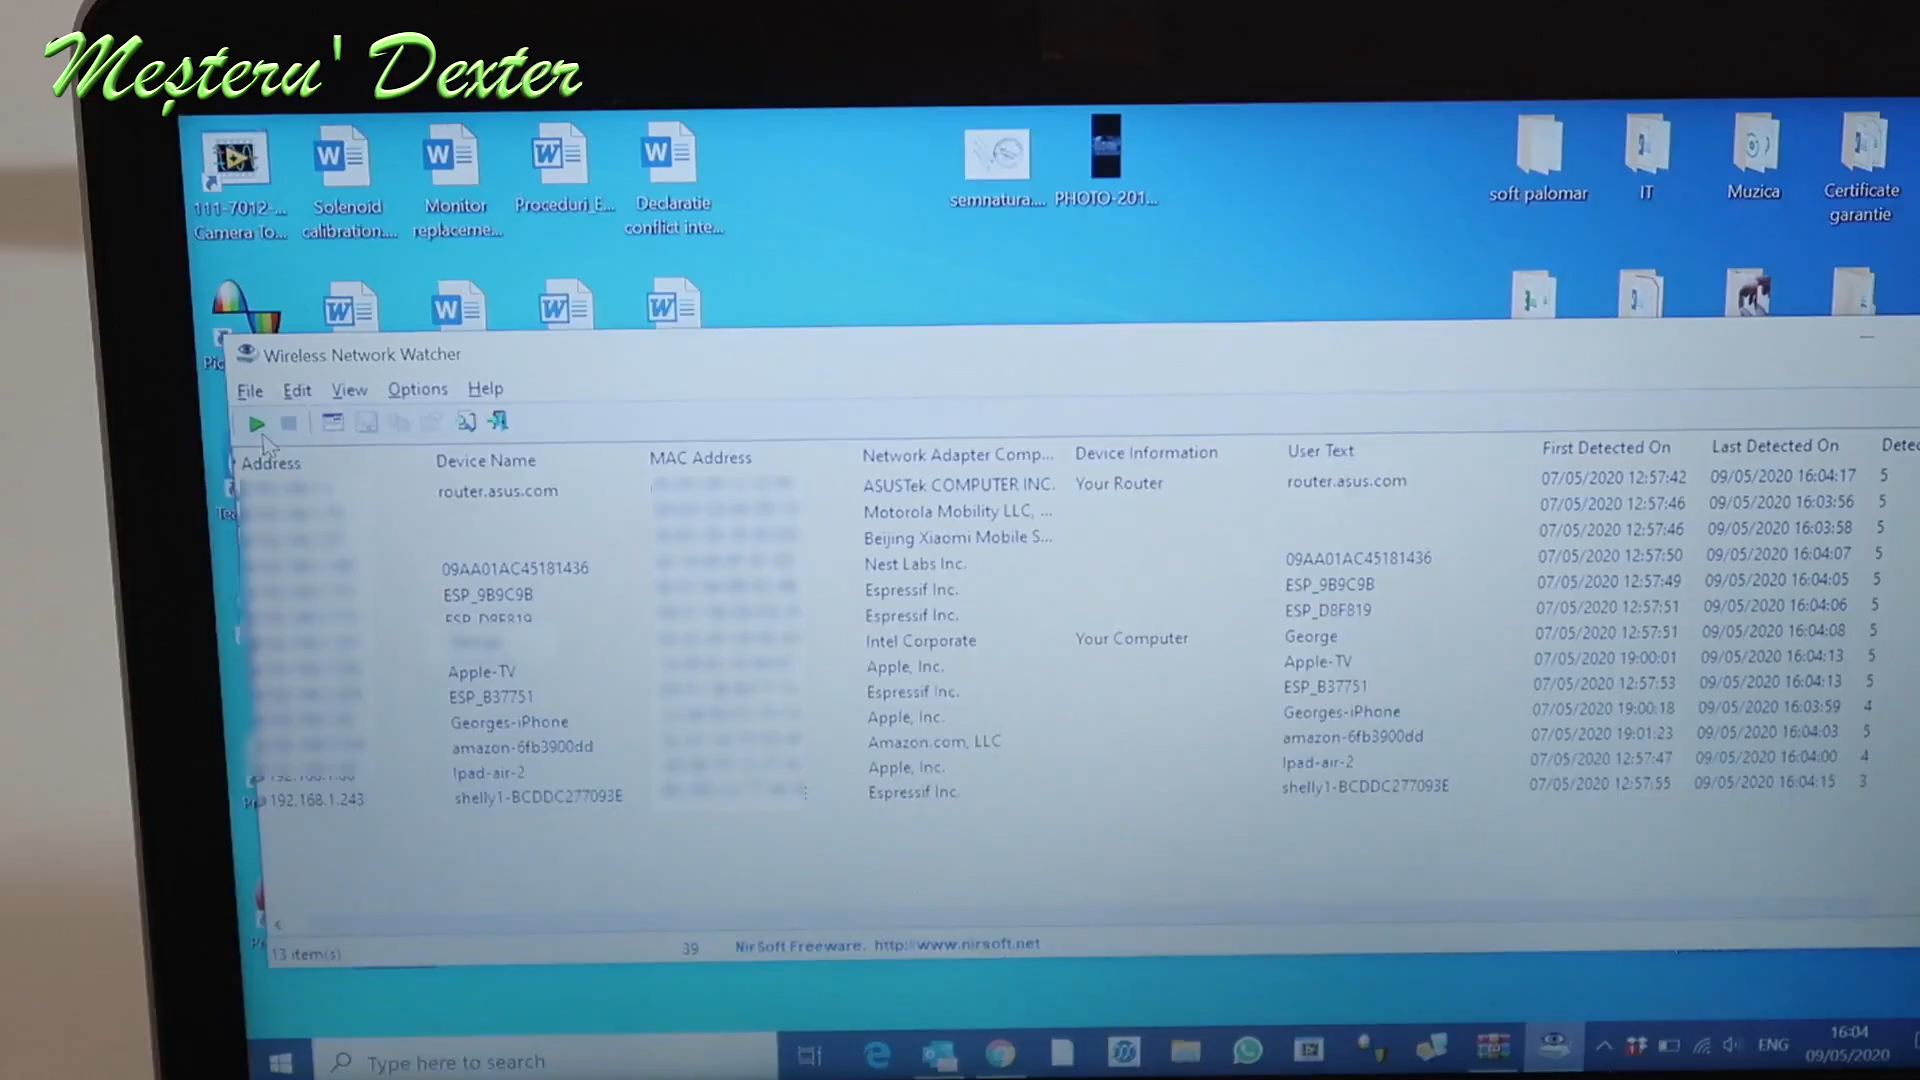 Meșteru' Dexter
111-7012-...
Camera To...
Solenoid
calibration....
Monitor
replaceme...
Proceduri_E...
Declaratie
conflict inte...
semnatura....
PHOTO-201...
soft palomar
IT
Muzica
Certificate
garantie
Wireless Network Watcher
File Edit View Options Help
Address Device Name MAC Address Network Adapter Comp... Device Information User Text First Detected On Last Detected On
router.asus.com ASUSTek COMPUTER INC. Your Router router.asus.com 07/05/2020 12:57:42 09/05/2020 16:04:17 5
Motorola Mobility LLC, ... 07/05/2020 12:57:46 09/05/2020 16:03:56 5
Beijing Xiaomi Mobile S... 07/05/2020 12:57:46 09/05/2020 16:03:58 5
09AA01AC45181436 Nest Labs Inc. 09AA01AC45181436 07/05/2020 12:57:50 09/05/2020 16:04:07 5
ESP_9B9C9B Espressif Inc. ESP_9B9C9B 07/05/2020 12:57:49 09/05/2020 16:04:05 5
ESP_D8F819 Espressif Inc. ESP_D8F819 07/05/2020 12:57:51 09/05/2020 16:04:06 5
Intel Corporate Your Computer George 07/05/2020 12:57:51 09/05/2020 16:04:08 5
Apple-TV Apple, Inc. Apple-TV 07/05/2020 19:00:01 09/05/2020 16:04:13 5
ESP_B37751 Espressif Inc. ESP_B37751 07/05/2020 12:57:53 09/05/2020 16:04:13 5
Georges-iPhone Apple, Inc. Georges-iPhone 07/05/2020 19:00:18 09/05/2020 16:03:59 4
amazon-6fb3900dd Amazon.com, LLC amazon-6fb3900dd 07/05/2020 19:01:23 09/05/2020 16:04:03 5
Ipad-air-2 Apple, Inc. Ipad-air-2 07/05/2020 12:57:47 09/05/2020 16:04:00 4
192.168.1.243 shelly1-BCDDC277093E Espressif Inc. shelly1-BCDDC277093E 07/05/2020 12:57:55 09/05/2020 16:04:15 3
13 item(s) 39 NirSoft Freeware. http://www.nirsoft.net
Type here to search
ENG
16:04
09/05/2020